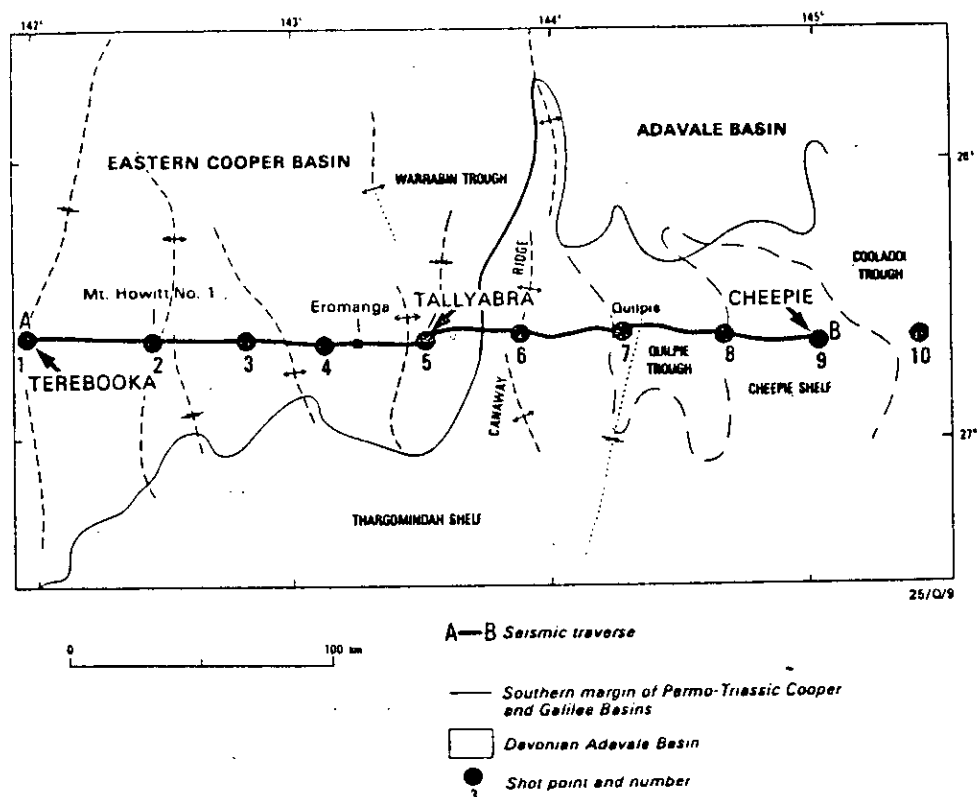 142°
143°
144°
145°
ADAVALE BASIN
EASTERN COOPER BASIN
26°
WARRABIN TROUGH
COOLADDI
TROUGH
RIDGE
Mt. Howitt No. 1
TALLYABRA
Quilpie
CHEEPIE
Eromanga
A
B
1
2
3
4
5
6
7
8
9
10
TEREBOOKA
QUILPIE
TROUGH
CHEEPIE SHELF
CANAWAY
27°
THARGOMINDAH SHELF
25/Q/9
0
100 km
A—B Seismic traverse
Southern margin of Permo-Triassic Cooper
and Galilee Basins
Devonian Adavale Basin
3
Shot point and number